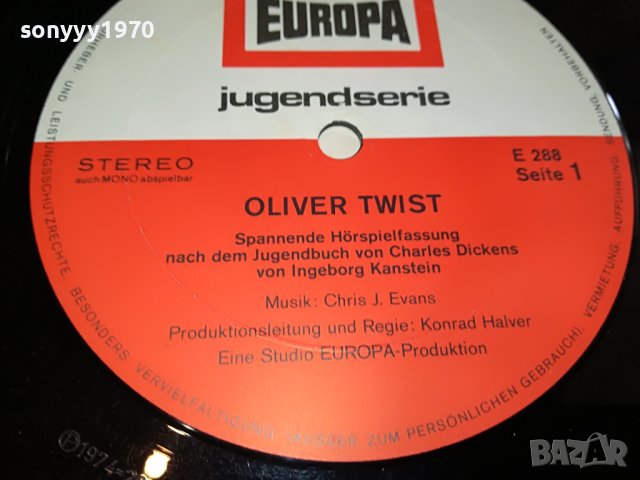 sonyyy1970
EUROPA
jugendserie
STEREO
auch MONO abspielbar
E 288
Seite 1
OLIVER TWIST
Spannende Hörspielfassung
nach dem Jugendbuch von Charles Dickens
von Ingeborg Kanstein
Musik: Chris J. Evans
Produktionsleitung und Regie: Konrad Halver
Eine Studio EUROPA-Produktion
UND LEISTUNGSSCHUTZRECHTE. BESONDERS VERVIELFÄLTIGUNG (AUSSER ZUM PERSÖNLICHEN GEBRAUCH), VERMIETUNG, AUFFÜHRUNG, SENDUNG, VORBEHALTEN
Ⓟ 1974
BAZAR